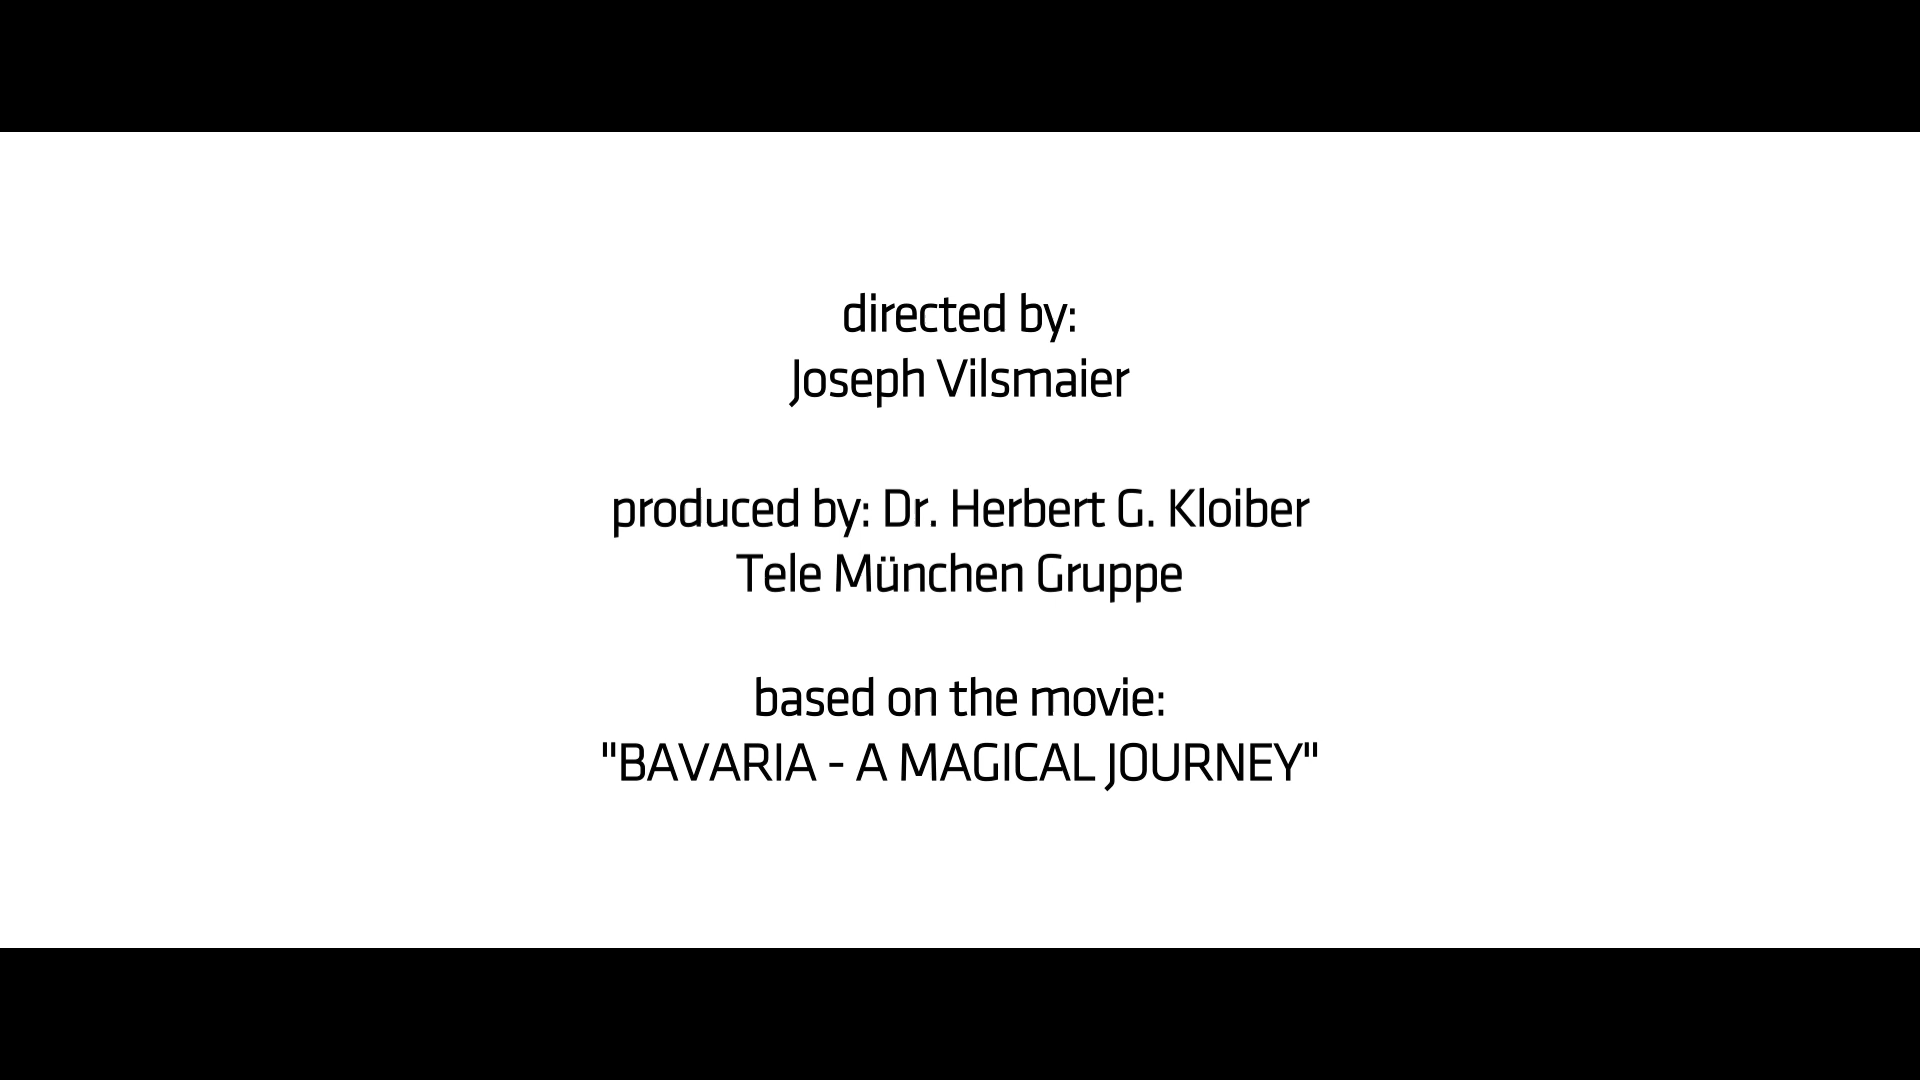 directed by:
Joseph Vilsmaier
produced by: Dr. Herbert G. Kloiber
Tele München Gruppe
based on the movie:
"BAVARIA - A MAGICAL JOURNEY"